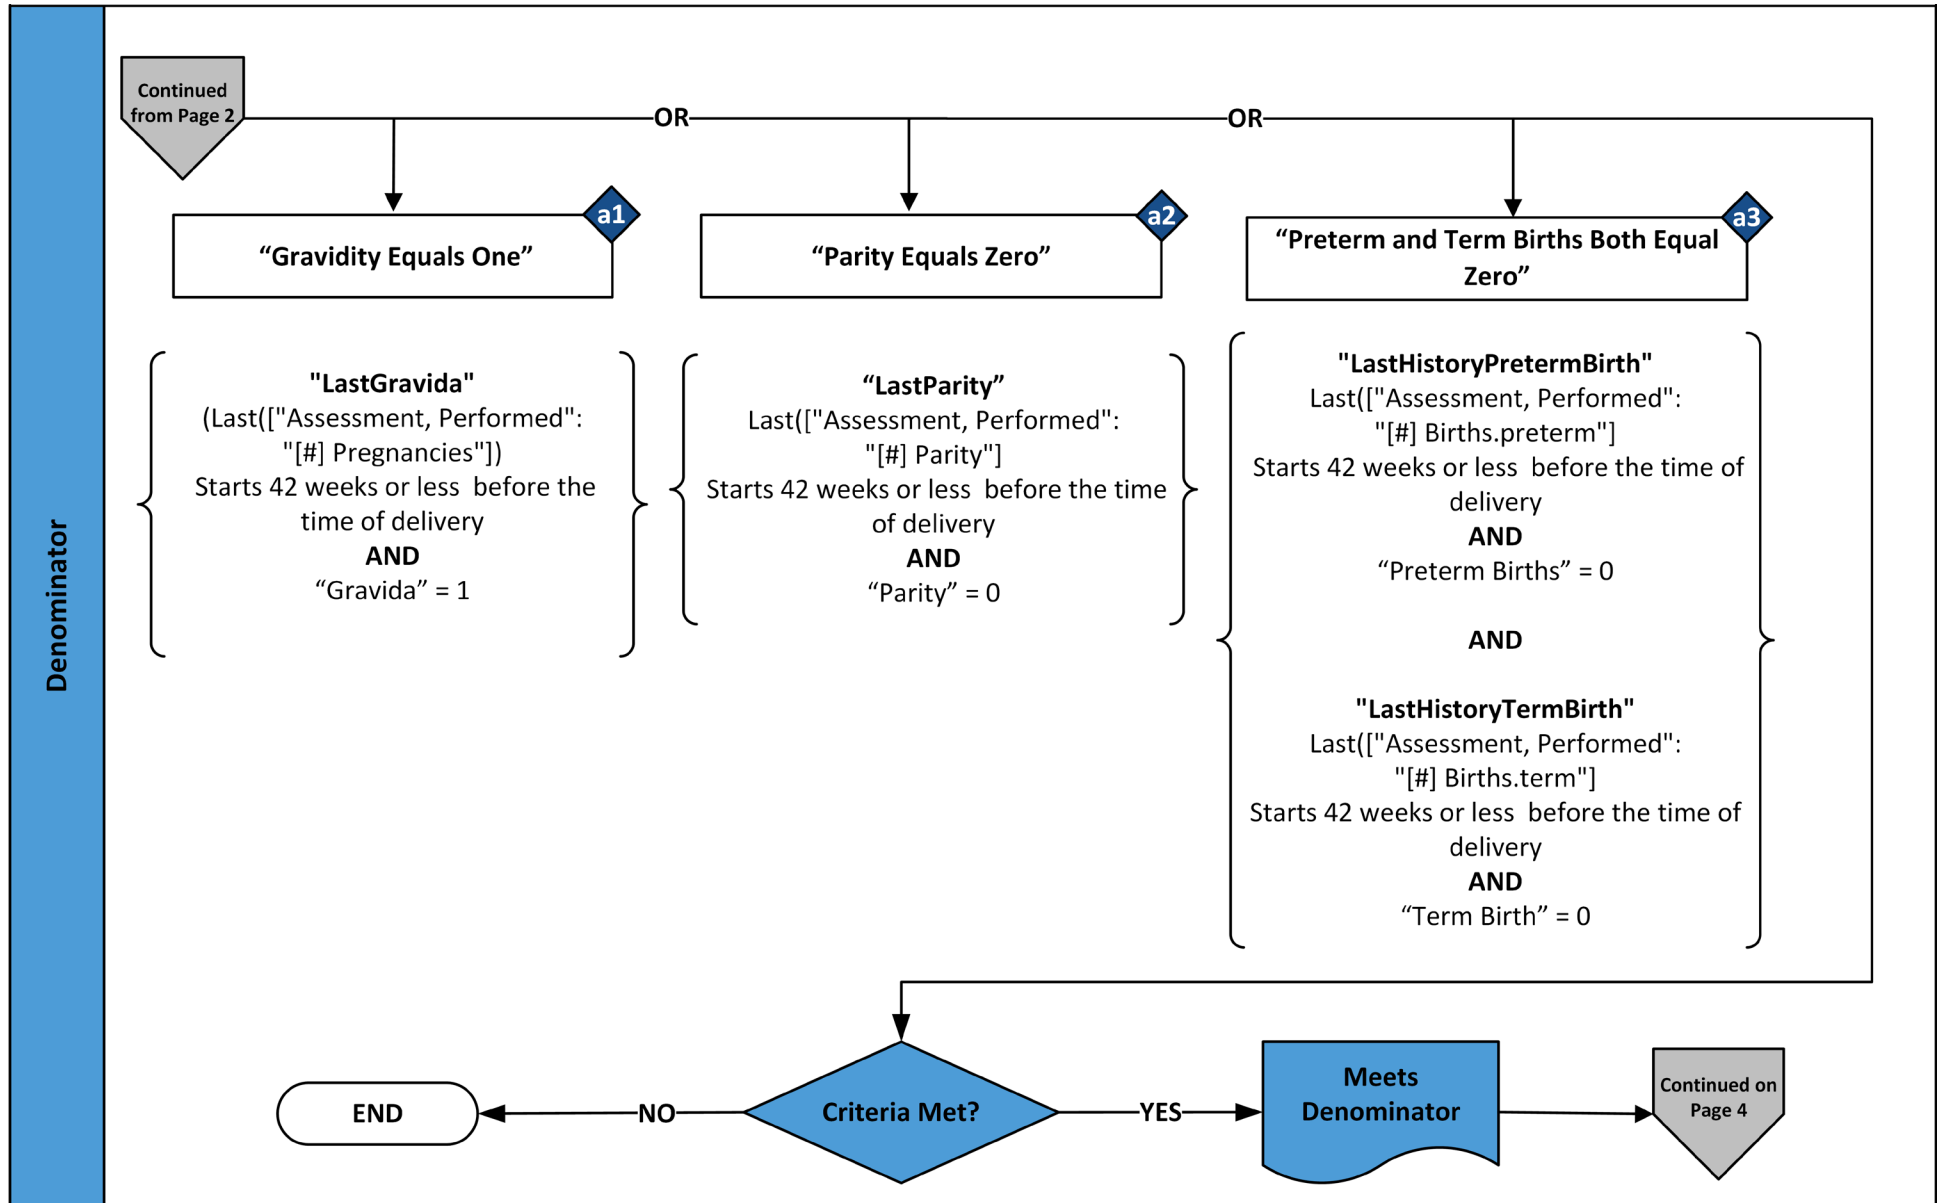 Denominator
Continued
from Page 2
OR
OR
a1
“Gravidity Equals One”
a2
“Parity Equals Zero”
a3
“Preterm and Term Births Both Equal
Zero”
"LastGravida"
(Last(["Assessment, Performed":
"[#] Pregnancies"])
Starts 42 weeks or less  before the
time of delivery
AND
“Gravida” = 1
“LastParity”
Last(["Assessment, Performed":
"[#] Parity"]
Starts 42 weeks or less  before the time
of delivery
AND
“Parity” = 0
"LastHistoryPretermBirth"
Last(["Assessment, Performed":
"[#] Births.preterm"]
Starts 42 weeks or less  before the time of
delivery
AND
“Preterm Births” = 0
AND
"LastHistoryTermBirth"
Last(["Assessment, Performed":
"[#] Births.term"]
Starts 42 weeks or less  before the time of
delivery
AND
“Term Birth” = 0
END
NO
Criteria Met?
YES
Meets
Denominator
Continued on
Page 4